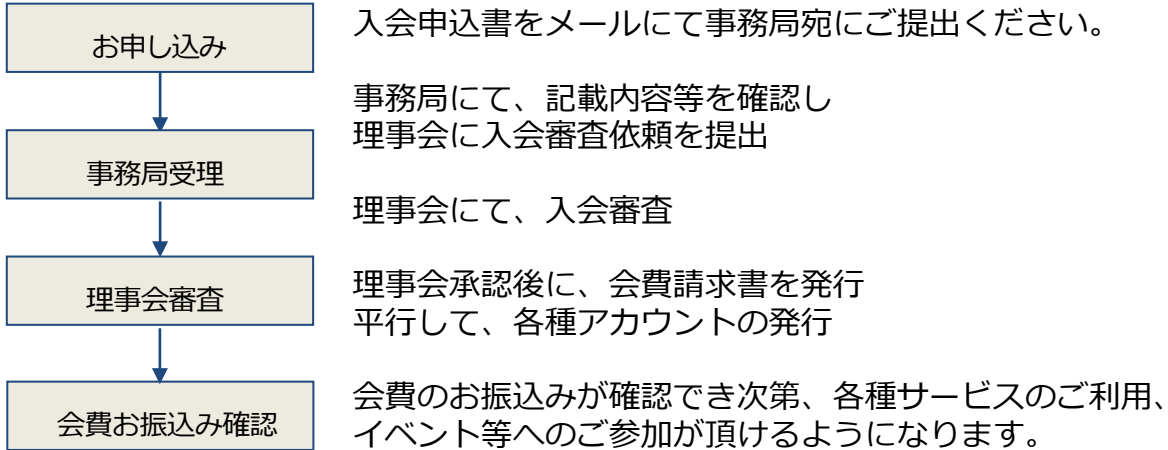 お申し込み
入会申込書をメールにて事務局宛にご提出ください。
事務局にて、記載内容等を確認し
理事会に入会審査依頼を提出
事務局受理
理事会にて、入会審査
理事会審査
理事会承認後に、会費請求書を発行
平行して、各種アカウントの発行
会費お振込み確認
会費のお振込みが確認でき次第、各種サービスのご利用、
イベント等へのご参加が頂けるようになります。